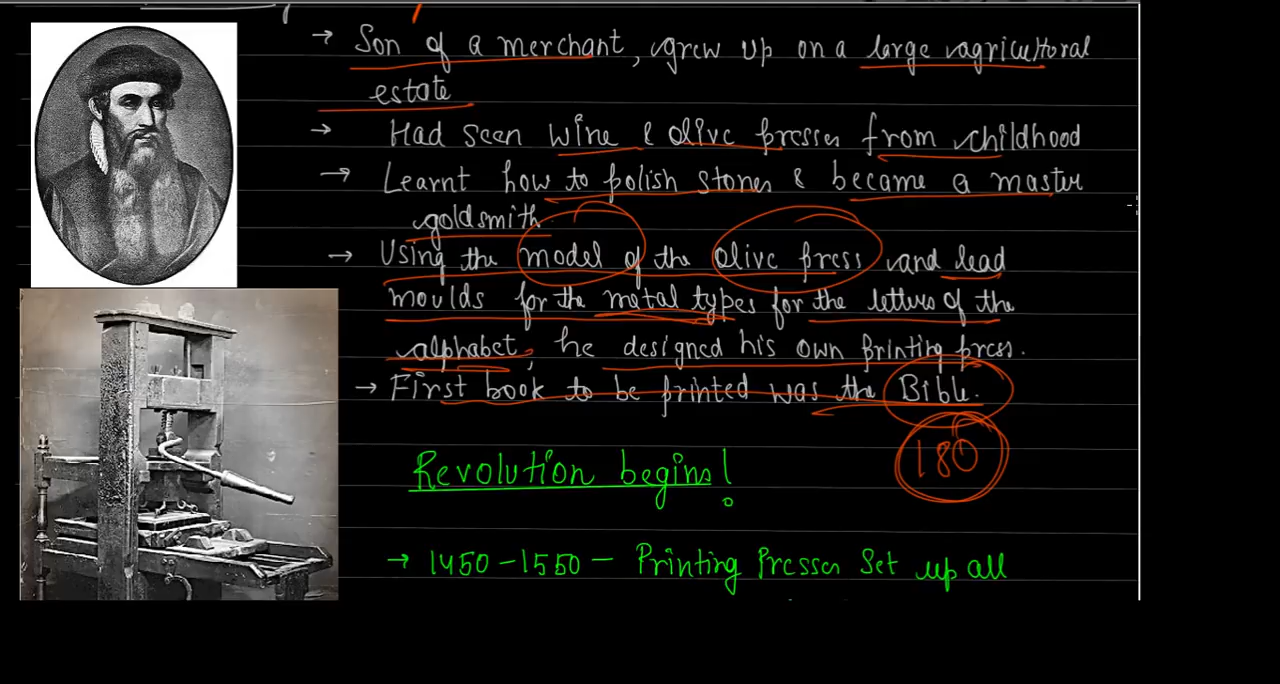 → Son of a merchant, grew up on a large agricultural
estate
→ Had seen wine & olive presses from childhood
→ Learnt how to polish stones & became a master
goldsmith
→ Using the model of the olive press and lead
moulds for the metal types for the letters of the
alphabet, he designed his own printing press.
→ First book to be printed was the Bible.
180
Revolution begins!
→ 1450-1550 - Printing Presses Set up all